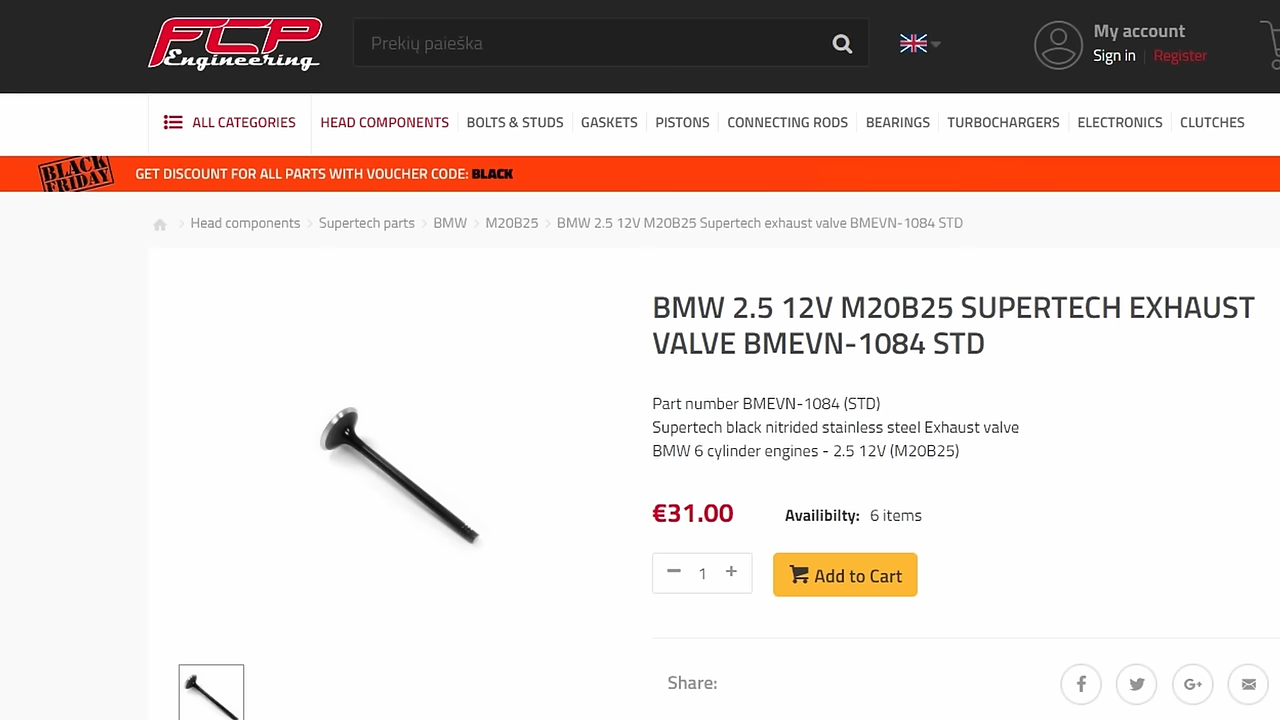 FCP
Engineering
Prekių paieška
My account
Sign in
Register
ALL CATEGORIES
HEAD COMPONENTS
BOLTS & STUDS
GASKETS
PISTONS
CONNECTING RODS
BEARINGS
TURBOCHARGERS
ELECTRONICS
CLUTCHES
BLACK
FRIDAY
GET DISCOUNT FOR ALL PARTS WITH VOUCHER CODE: BLACK
Head components
Supertech parts
BMW
M20B25
BMW 2.5 12V M20B25 Supertech exhaust valve BMEVN-1084 STD
BMW 2.5 12V M20B25 SUPERTECH EXHAUST
VALVE BMEVN-1084 STD
Part number BMEVN-1084 (STD)
Supertech black nitrided stainless steel Exhaust valve
BMW 6 cylinder engines - 2.5 12V (M20B25)
€31.00
Availibilty: 6 items
1
Add to Cart
Share: